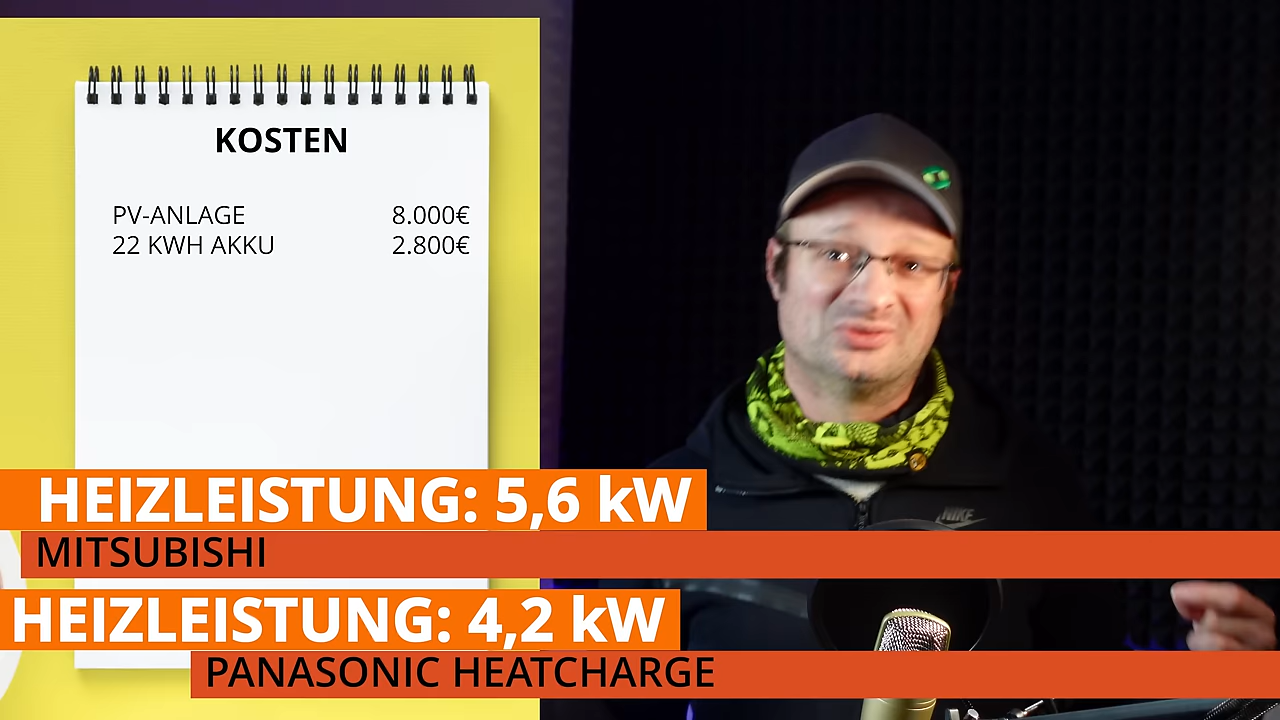 KOSTEN
PV-ANLAGE 8.000€
22 KWH AKKU 2.800€
HEIZLEISTUNG: 5,6 kW
MITSUBISHI
NIKE
HEIZLEISTUNG: 4,2 kW
PANASONIC HEATCHARGE